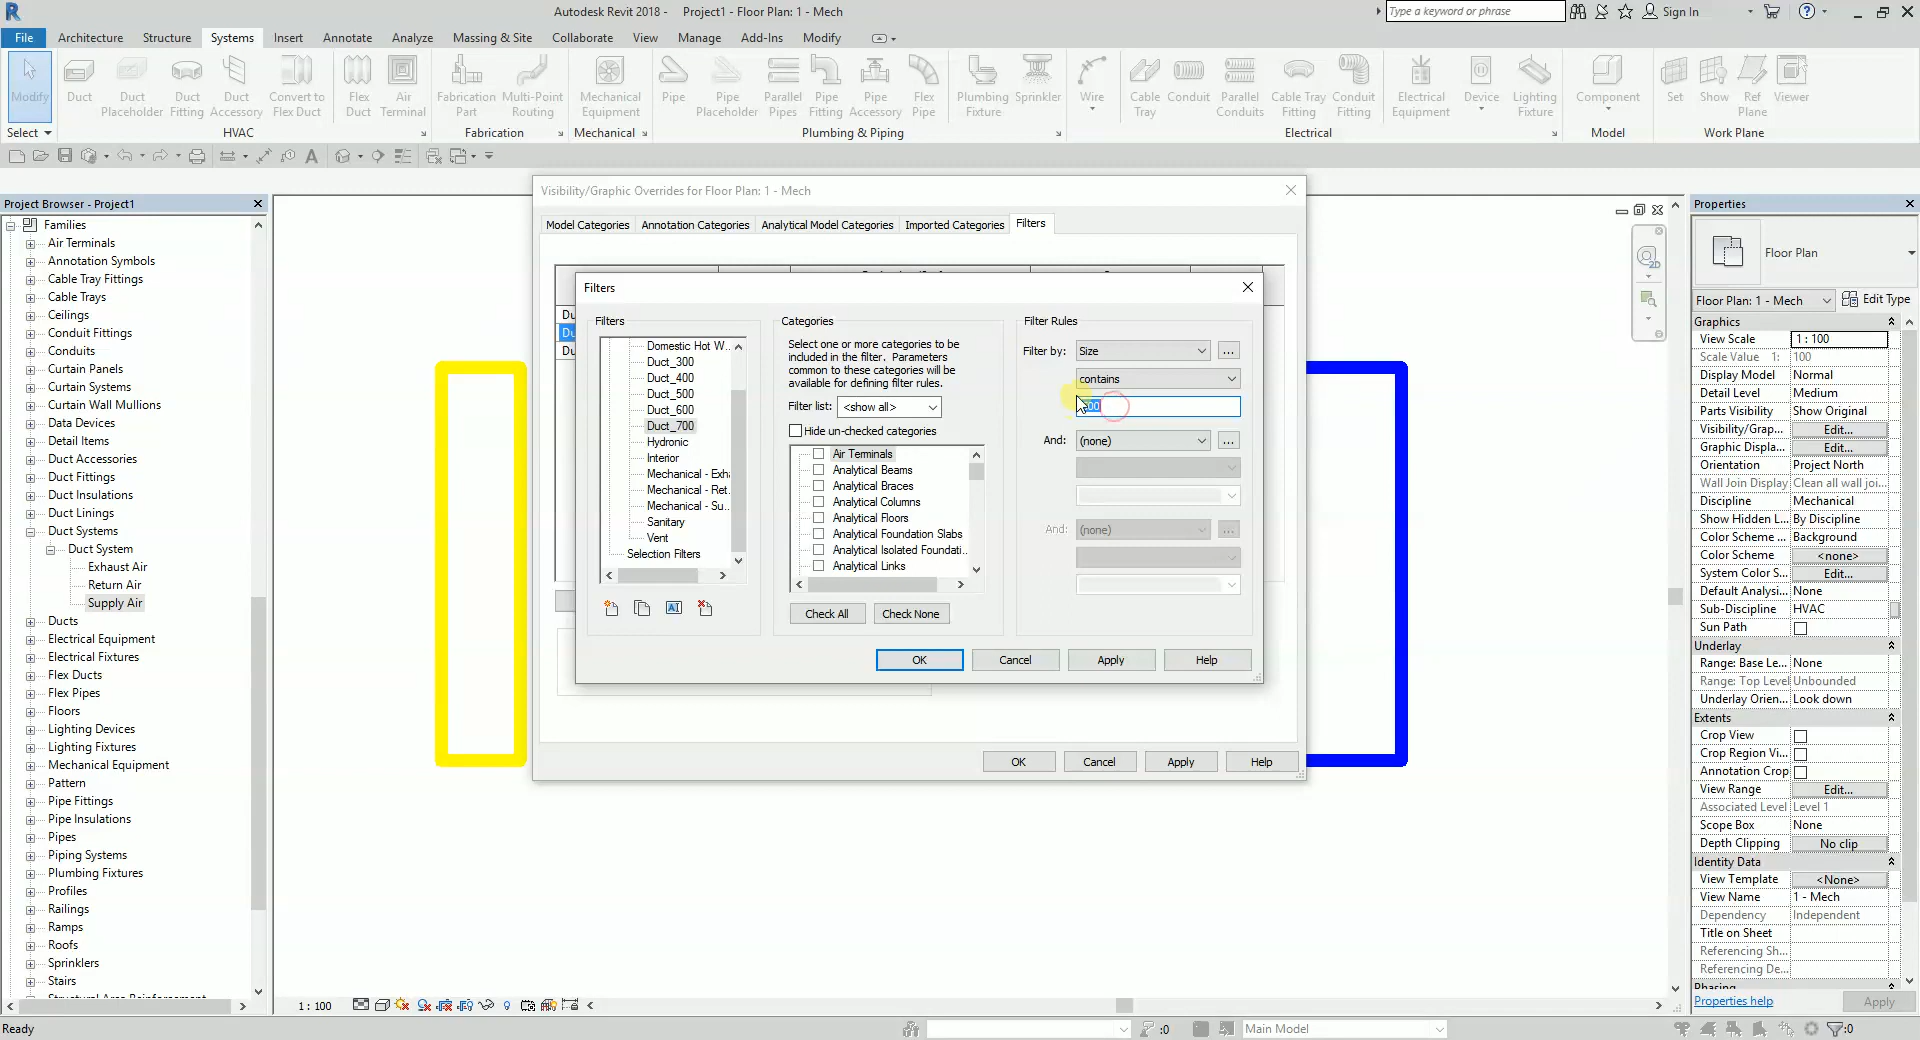 Autodesk Revit 2018 - Project1 - Floor Plan: 1 - Mech
Type a keyword or phrase
Sign In
File Architecture Structure Systems Insert Annotate Analyze Massing & Site Collaborate View Manage Add-Ins Modify
Modify
Duct
Duct Placeholder
Duct Fitting
Duct Accessory
Convert to Flex Duct
Flex Duct
Air Terminal
Fabrication Part
Multi-Point Routing
Mechanical Equipment
Pipe
Pipe Placeholder
Parallel Pipes
Pipe Fitting
Pipe Accessory
Flex Pipe
Plumbing Fixture
Sprinkler
Wire
Cable Tray
Conduit
Parallel Conduits
Cable Tray Fitting
Conduit Fitting
Electrical Equipment
Device
Lighting Fixture
Component
Set
Show
Ref Plane
Viewer
Select HVAC Fabrication Mechanical Plumbing & Piping Electrical Model Work Plane
Project Browser - Project1
Families
Air Terminals
Annotation Symbols
Cable Tray Fittings
Cable Trays
Ceilings
Conduit Fittings
Conduits
Curtain Panels
Curtain Systems
Curtain Wall Mullions
Data Devices
Detail Items
Duct Accessories
Duct Fittings
Duct Insulations
Duct Linings
Duct Systems
Duct System
Exhaust Air
Return Air
Supply Air
Ducts
Electrical Equipment
Electrical Fixtures
Flex Ducts
Flex Pipes
Floors
Lighting Devices
Lighting Fixtures
Mechanical Equipment
Pattern
Pipe Fittings
Pipe Insulations
Pipes
Piping Systems
Plumbing Fixtures
Profiles
Railings
Ramps
Roofs
Sprinklers
Stairs
Visibility/Graphic Overrides for Floor Plan: 1 - Mech
Model Categories Annotation Categories Analytical Model Categories Imported Categories Filters
Du
Du
Du
Filters
Filters
Domestic Hot W...
Duct_300
Duct_400
Duct_500
Duct_600
Duct_700
Hydronic
Interior
Mechanical - Exha
Mechanical - Ret...
Mechanical - Su...
Sanitary
Vent
Selection Filters
Categories
Select one or more categories to be
included in the filter. Parameters
common to these categories will be
available for defining filter rules.
Filter list: <show all>
Hide un-checked categories
Air Terminals
Analytical Beams
Analytical Braces
Analytical Columns
Analytical Floors
Analytical Foundation Slabs
Analytical Isolated Foundati...
Analytical Links
Check All Check None
Filter Rules
Filter by: Size ...
contains
And: (none) ...
And: (none) ...
OK Cancel Apply Help
OK Cancel Apply Help
Properties
Floor Plan
Floor Plan: 1 - Mech Edit Type
Graphics
View Scale 1 : 100
Scale Value 1: 100
Display Model Normal
Detail Level Medium
Parts Visibility Show Original
Visibility/Grap... Edit...
Graphic Displa... Edit...
Orientation Project North
Wall Join Display Clean all wall joi...
Discipline Mechanical
Show Hidden L... By Discipline
Color Scheme ... Background
Color Scheme <none>
System Color S... Edit...
Default Analysi... None
Sub-Discipline HVAC
Sun Path
Underlay
Range: Base Le... None
Range: Top Level Unbounded
Underlay Orien... Look down
Extents
Crop View
Crop Region Vi...
Annotation Crop
View Range Edit...
Associated Level Level 1
Scope Box None
Depth Clipping No clip
Identity Data
View Template <None>
View Name 1 - Mech
Dependency Independent
Title on Sheet
Referencing Sh...
Referencing De...
Phasing
Properties help Apply
1 : 100
Ready
:0
Main Model
:0